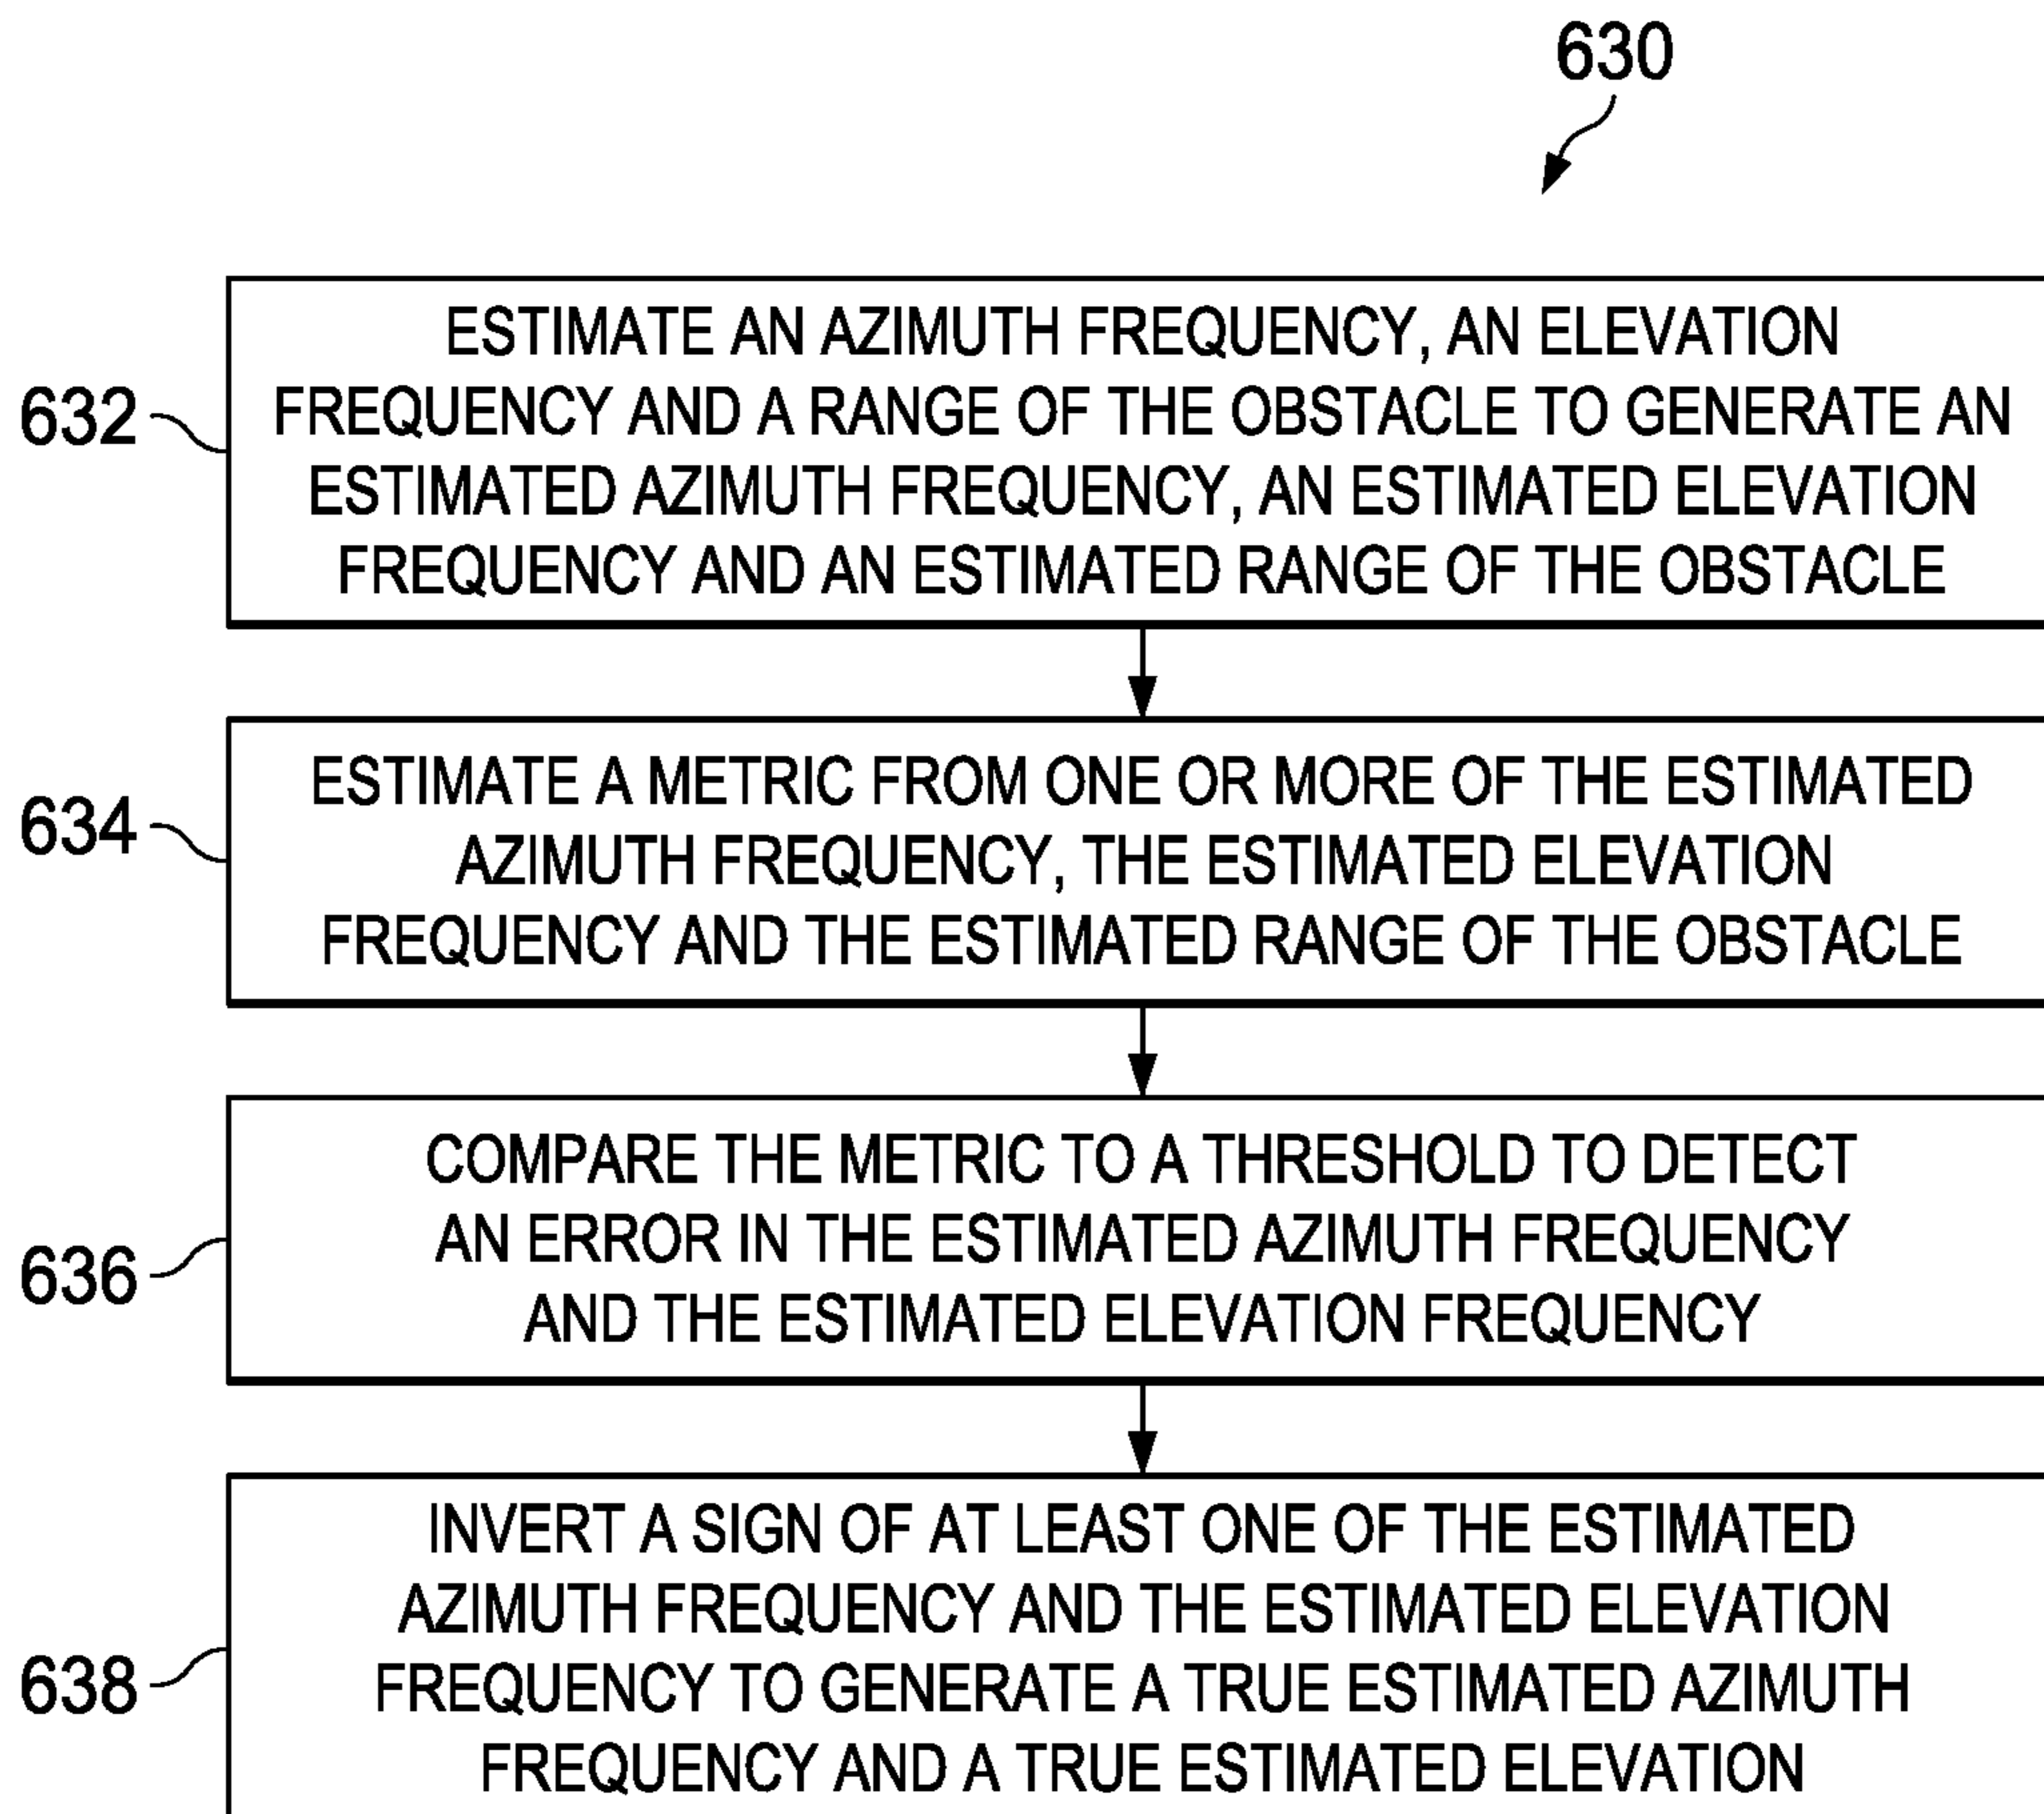 630
632
ESTIMATE AN AZIMUTH FREQUENCY, AN ELEVATION
FREQUENCY AND A RANGE OF THE OBSTACLE TO GENERATE AN
ESTIMATED AZIMUTH FREQUENCY, AN ESTIMATED ELEVATION
FREQUENCY AND AN ESTIMATED RANGE OF THE OBSTACLE
634
ESTIMATE A METRIC FROM ONE OR MORE OF THE ESTIMATED
AZIMUTH FREQUENCY, THE ESTIMATED ELEVATION
FREQUENCY AND THE ESTIMATED RANGE OF THE OBSTACLE
636
COMPARE THE METRIC TO A THRESHOLD TO DETECT
AN ERROR IN THE ESTIMATED AZIMUTH FREQUENCY
AND THE ESTIMATED ELEVATION FREQUENCY
638
INVERT A SIGN OF AT LEAST ONE OF THE ESTIMATED
AZIMUTH FREQUENCY AND THE ESTIMATED ELEVATION
FREQUENCY TO GENERATE A TRUE ESTIMATED AZIMUTH
FREQUENCY AND A TRUE ESTIMATED ELEVATION